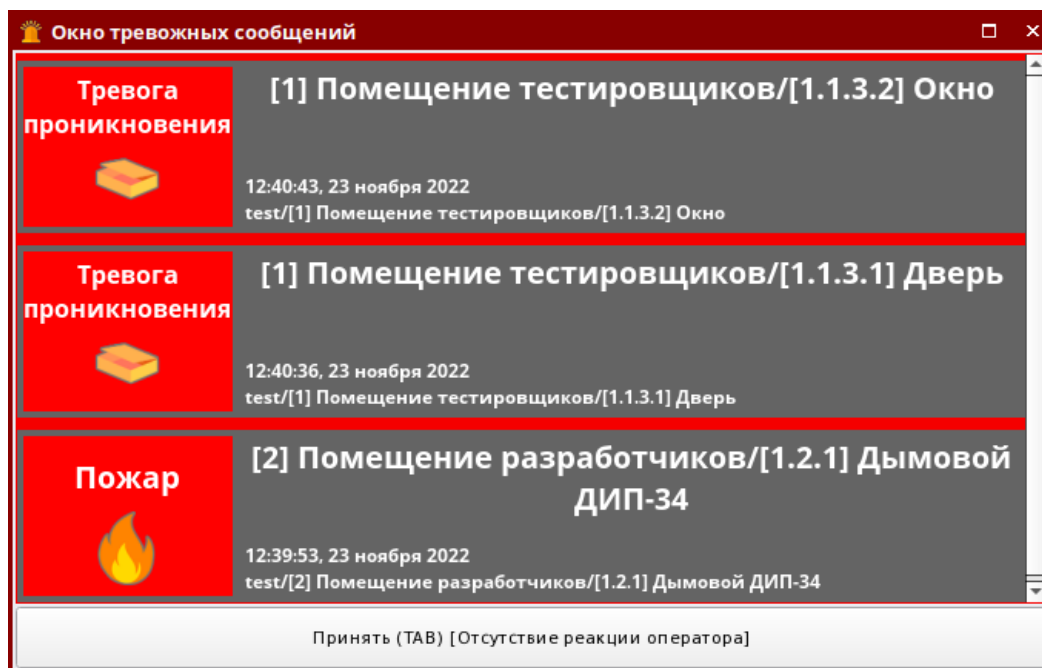 Окно тревожных сообщений
Тревога
проникновения
[1] Помещение тестировщиков/[1.1.3.2] Окно
12:40:43, 23 ноября 2022
test/[1] Помещение тестировщиков/[1.1.3.2] Окно
Тревога
проникновения
[1] Помещение тестировщиков/[1.1.3.1] Дверь
12:40:36, 23 ноября 2022
test/[1] Помещение тестировщиков/[1.1.3.1] Дверь
Пожар
[2] Помещение разработчиков/[1.2.1] Дымовой
ДИП-34
12:39:53, 23 ноября 2022
test/[2] Помещение разработчиков/[1.2.1] Дымовой ДИП-34
Принять (TAB) [Отсутствие реакции оператора]